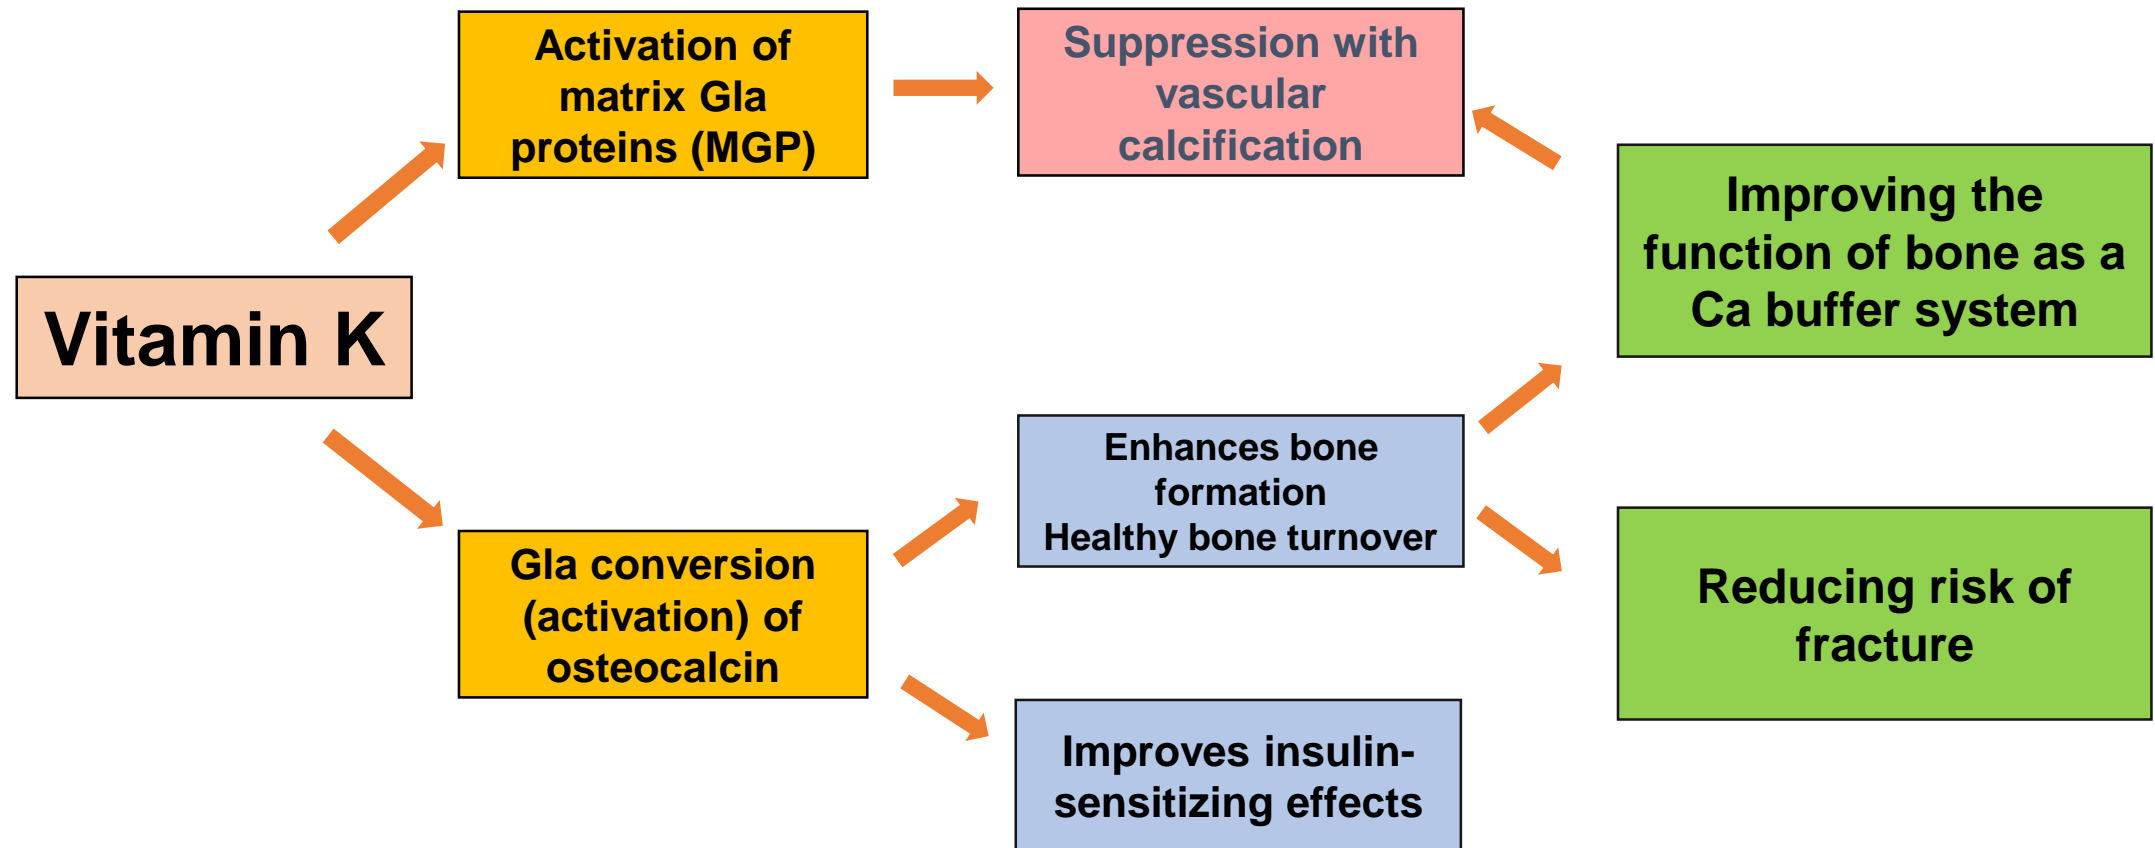 Activation of
matrix Gla
proteins (MGP)
Suppression with
vascular
calcification
Improving the
function of bone as a
Ca buffer system
Vitamin K
Enhances bone
formation
Healthy bone turnover
Gla conversion
(activation) of
osteocalcin
Reducing risk of
fracture
Improves insulin-
sensitizing effects